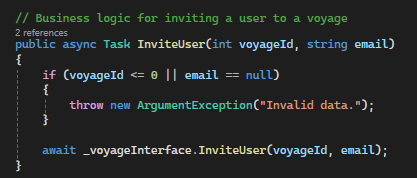 // Business logic for inviting a user to a voyage
2 references
public async Task InviteUser(int voyageId, string email)
{
    if (voyageId <= 0 || email == null)
    {
        throw new ArgumentException("Invalid data.");
    }

    await _voyageInterface.InviteUser(voyageId, email);
}